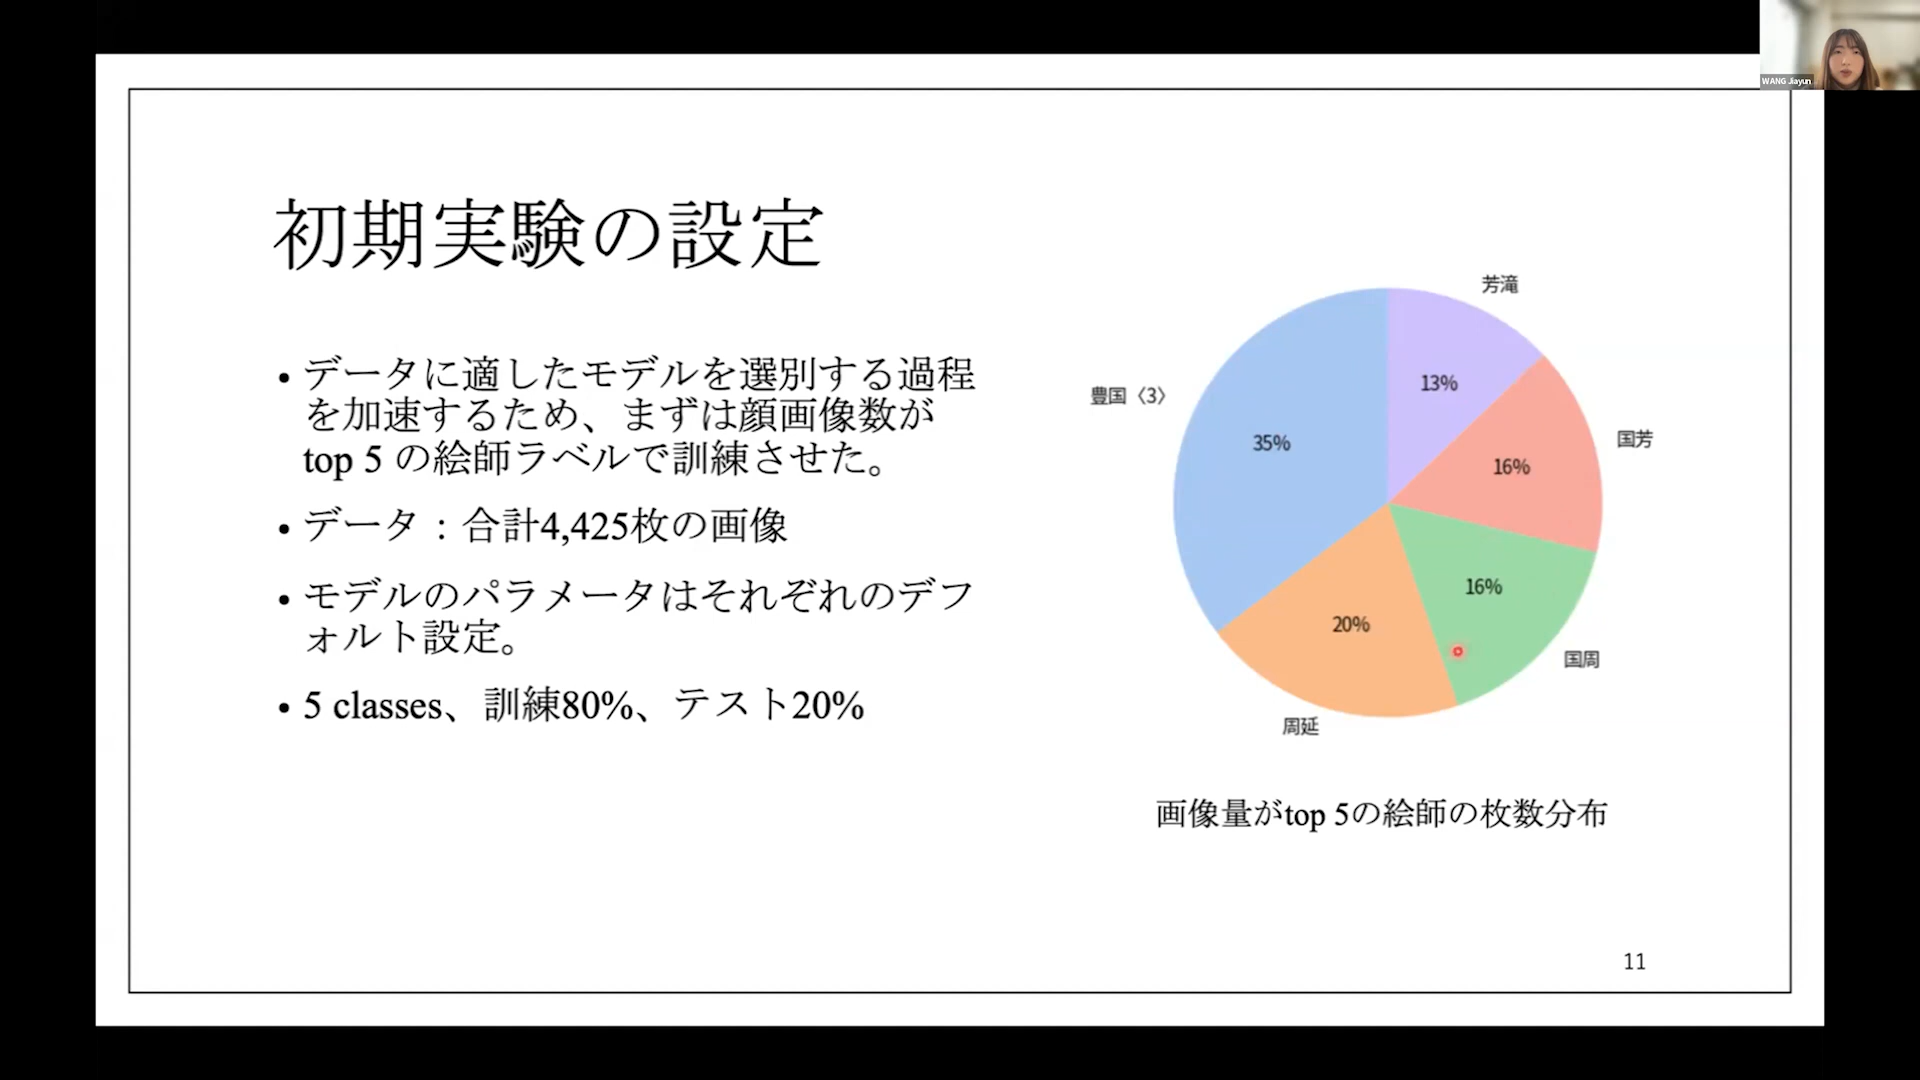 WANG Jiayun
初期実験の設定
• データに適したモデルを選別する過程
を加速するため、まずは顔画像数が
top 5 の絵師ラベルで訓練させた。
• データ：合計4,425枚の画像
• モデルのパラメータはそれぞれのデフ
ォルト設定。
• 5 classes、訓練80%、テスト20%
芳滝
13%
豊国〈3〉
35%
国芳
16%
16%
20%
国周
周延
画像量がtop 5の絵師の枚数分布
11